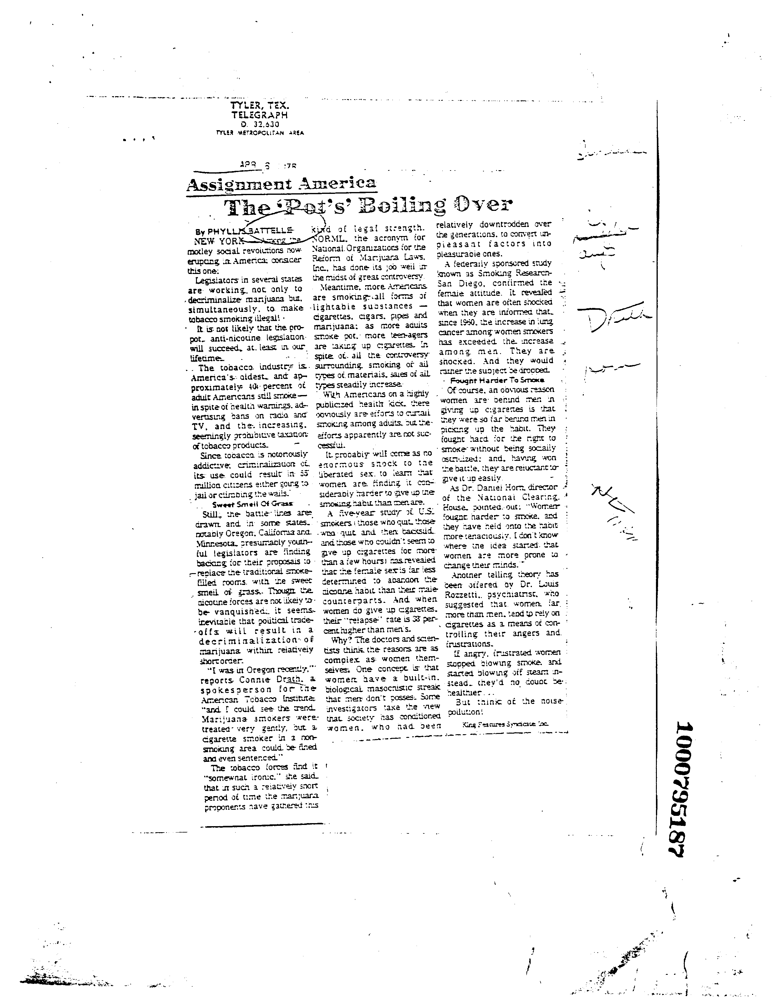 TYLER, TEX.
TELEGRAPH
D. 32,630
TYLER METROPOLITAN AREA
APR 5 '78
Assignment America
The 'Pot's' Boiling Over
By PHYLLIS BATTELLE
NEW YORK — Among the
motley social revolutions now
erupting in America, consider
this one:
Legislators in several states
are working, not only to
decriminalize marijuana but,
simultaneously, to make
tobacco smoking illegal!
It is not likely that the pro-
pot, anti-nicotine legislation
will succeed, at least in our
lifetime.
The tobacco industry is
America's oldest, and ap-
proximately 40 percent of
adult Americans still smoke —
in spite of health warnings, ad-
vertising bans on radio and
TV, and the increasing,
seemingly prohibitive taxation
of tobacco products.
Since tobacco is notoriously
addictive, criminalization of
its use could result in 55
million citizens either going to
jail or climbing the walls.
Sweet Smell Of Grass
Still, the battle lines are
drawn and in some states,
notably Oregon, California and
Minnesota, presumably youth-
ful legislators are finding
backing for their proposals to
replace the traditional smoke-
filled rooms with the sweet
smell of grass. Though the
nicotine forces are not likely to
be vanquished, it seems
inevitable that political trade-
offs will result in a
decriminalization of
marijuana within relatively
short order.
"I was in Oregon recently,"
reports Connie Drath, a
spokesperson for the
American Tobacco Institute,
"and I could see the trend.
Marijuana smokers were
treated very gently, but a
cigarette smoker in a non-
smoking area could be fined
and even sentenced."
The tobacco forces find it
"somewhat ironic," she said,
that in such a relatively short
period of time the marijuana
proponents have gathered this
kind of legal strength.
NORML, the acronym for
National Organizations for the
Reform of Marijuana Laws,
Inc., has done its job well in
the midst of great controversy.
Meantime, more Americans
are smoking all forms of
lightable substances —
cigarettes, cigars, pipes and
marijuana; as more adults
smoke pot, more teen-agers
are taking up cigarettes. In
spite of all the controversy
surrounding smoking of all
types of materials, sales of all
types steadily increase.
With Americans on a highly
publicized health kick, there
obviously are efforts to curtail
smoking among adults, but the
efforts apparently are not suc-
cessful.
It probably will come as no
enormous shock to the
liberated sex, to learn that
women are finding it con-
siderably harder to give up the
smoking habit than men are.
A five-year study of U.S.
smokers (those who quit, those
who quit and then backslid,
and those who couldn't seem to
give up cigarettes for more
than a few hours) has revealed
that the female sex is far less
determined to abandon the
nicotine habit than their male
counterparts. And when
women do give up cigarettes,
their "relapse" rate is 38 per-
cent higher than men's.
Why? The doctors and scien-
tists think the reasons are as
complex as women them-
selves. One concept is that
women have a built-in,
biological masochistic streak
that men don't posses. Some
investigators take the view
that society has conditioned
women, who had been
relatively downtrodden over
the generations, to convert un-
pleasant factors into
pleasurable ones.
A federally sponsored study
known as Smoking Research-
San Diego, confirmed the
female attitude. It revealed
that women are often shocked
when they are informed that,
since 1960, the increase in lung
cancer among women smokers
has exceeded the increase
among men. They are
shocked. And they would
rather the subject be dropped.
Fought Harder To Smoke
Of course, an obvious reason
women are behind men in
giving up cigarettes is that
they were so far behind men in
picking up the habit. They
fought hard for the right to
smoke without being socially
ostracized; and, having won
the battle, they are reluctant to
give it up easily.
As Dr. Daniel Horn, director
of the National Clearing
House, pointed out: "Women
fought harder to smoke, and
they have held onto the habit
more tenaciously. I don't know
where the idea started that
women are more prone to
change their minds."
Another telling theory has
been offered by Dr. Louis
Rozzetti, psychiatrist, who
suggested that women, far
more than men, tend to rely on
cigarettes as a means of con-
trolling their angers and
frustrations.
If angry, frustrated women
stopped blowing smoke, and
started blowing off steam in-
stead, they'd no doubt be
healthier...
But think of the noise
pollution!
King Features Syndicate Inc.
1000795187